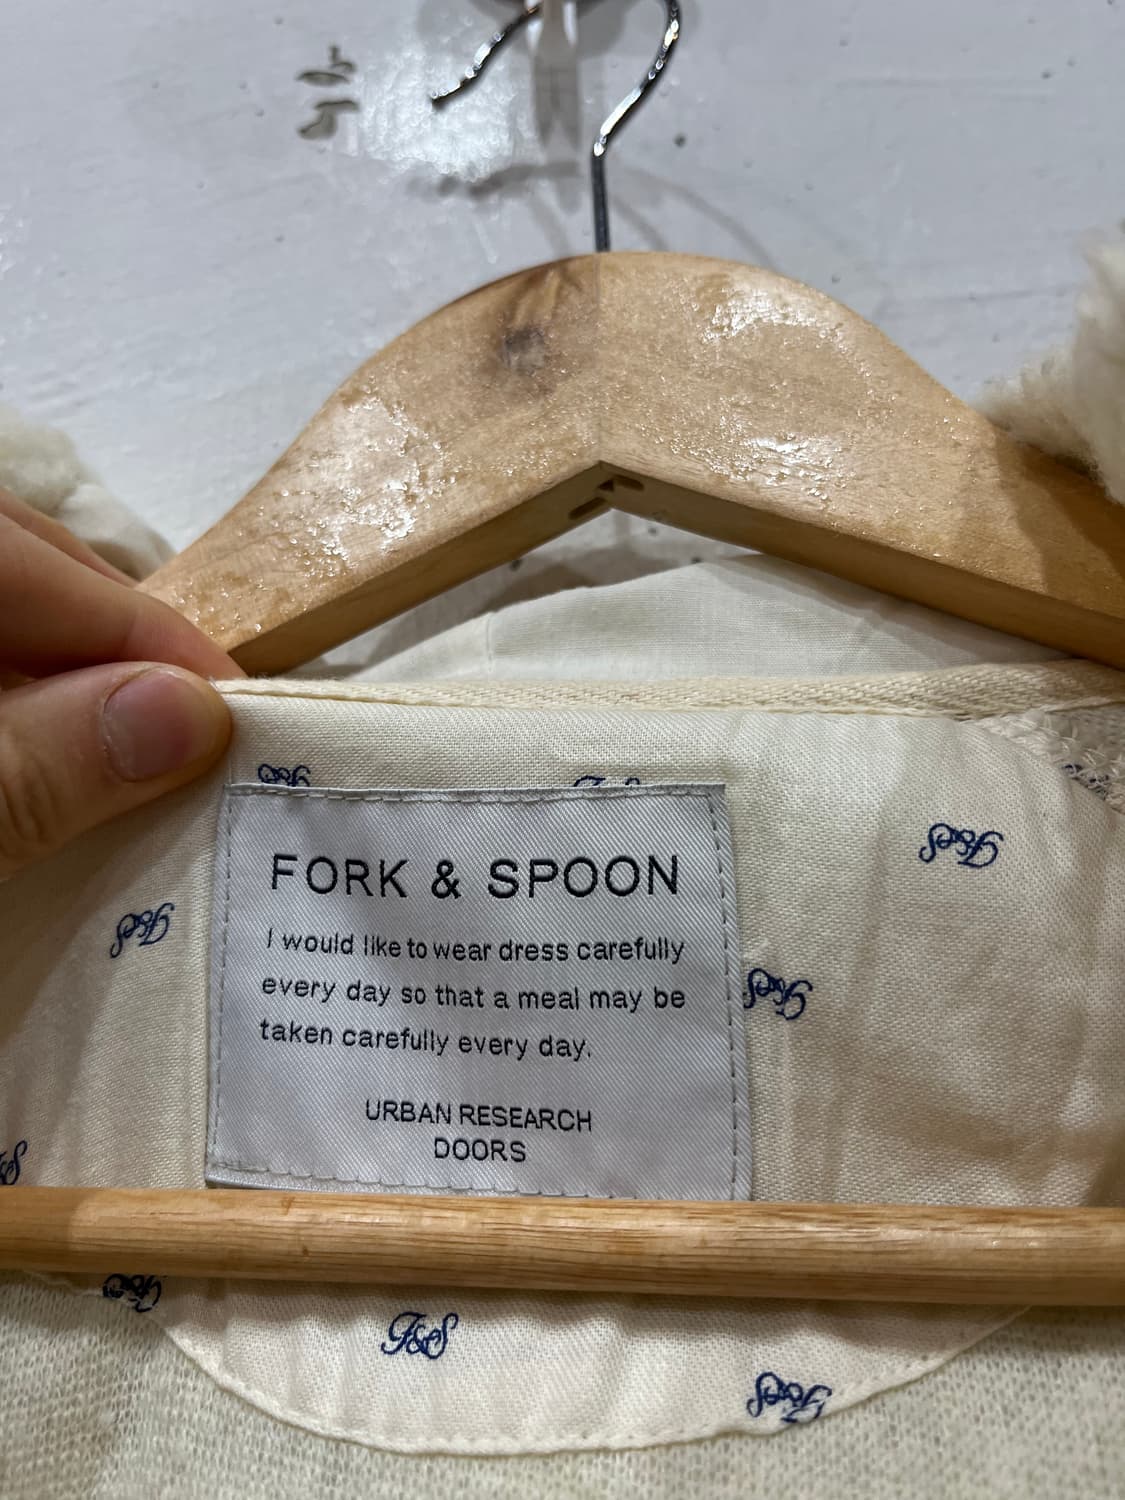 FORK & SPOON
I would like to wear dress carefully
every day so that a meal may be
taken carefully every day.
URBAN RESEARCH
DOORS
F&S
F&S
F&S
F&S
F&S